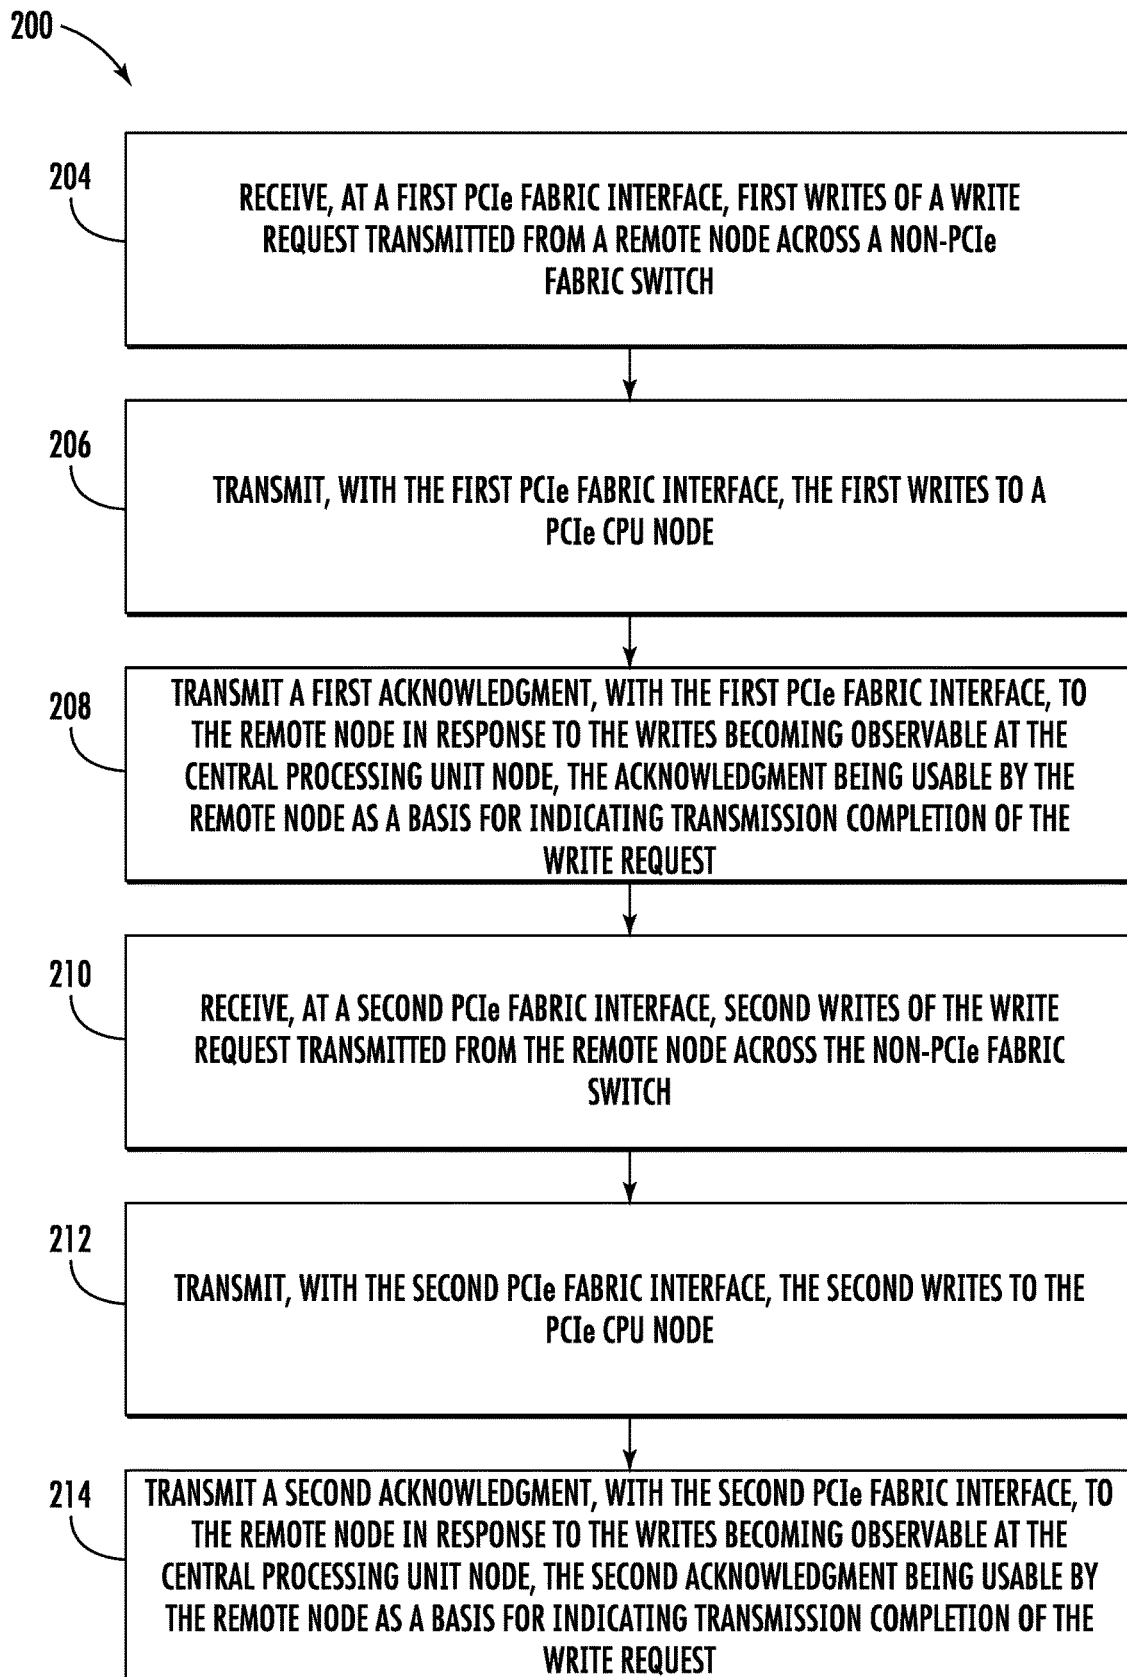 200
204
RECEIVE, AT A FIRST PCIe FABRIC INTERFACE, FIRST WRITES OF A WRITE
REQUEST TRANSMITTED FROM A REMOTE NODE ACROSS A NON-PCIe
FABRIC SWITCH
206
TRANSMIT, WITH THE FIRST PCIe FABRIC INTERFACE, THE FIRST WRITES TO A
PCIe CPU NODE
208
TRANSMIT A FIRST ACKNOWLEDGMENT, WITH THE FIRST PCIe FABRIC INTERFACE, TO
THE REMOTE NODE IN RESPONSE TO THE WRITES BECOMING OBSERVABLE AT THE
CENTRAL PROCESSING UNIT NODE, THE ACKNOWLEDGMENT BEING USABLE BY THE
REMOTE NODE AS A BASIS FOR INDICATING TRANSMISSION COMPLETION OF THE
WRITE REQUEST
210
RECEIVE, AT A SECOND PCIe FABRIC INTERFACE, SECOND WRITES OF THE WRITE
REQUEST TRANSMITTED FROM THE REMOTE NODE ACROSS THE NON-PCIe FABRIC
SWITCH
212
TRANSMIT, WITH THE SECOND PCIe FABRIC INTERFACE, THE SECOND WRITES TO THE
PCIe CPU NODE
214
TRANSMIT A SECOND ACKNOWLEDGMENT, WITH THE SECOND PCIe FABRIC INTERFACE, TO
THE REMOTE NODE IN RESPONSE TO THE WRITES BECOMING OBSERVABLE AT THE
CENTRAL PROCESSING UNIT NODE, THE SECOND ACKNOWLEDGMENT BEING USABLE BY
THE REMOTE NODE AS A BASIS FOR INDICATING TRANSMISSION COMPLETION OF THE
WRITE REQUEST